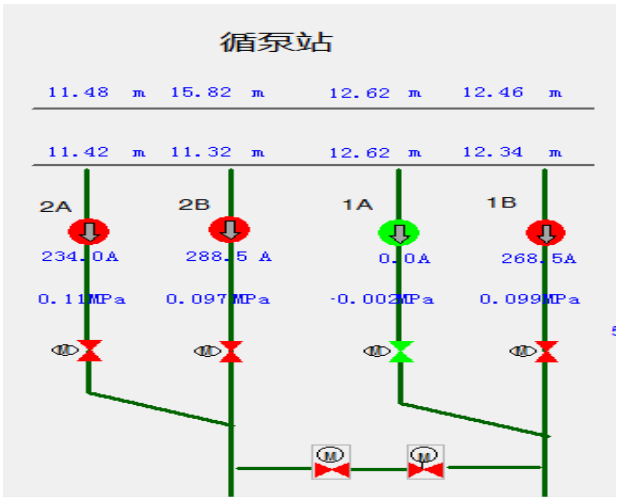 循泵站
11.48 m 15.82 m 12.62 m 12.46 m
11.42 m 11.32 m 12.62 m 12.34 m
2A 2B 1A 1B
234.0A 288.5 A 0.0A 268.5A
0.11MPa 0.097MPa -0.002MPa 0.099MPa
M M M M
M M